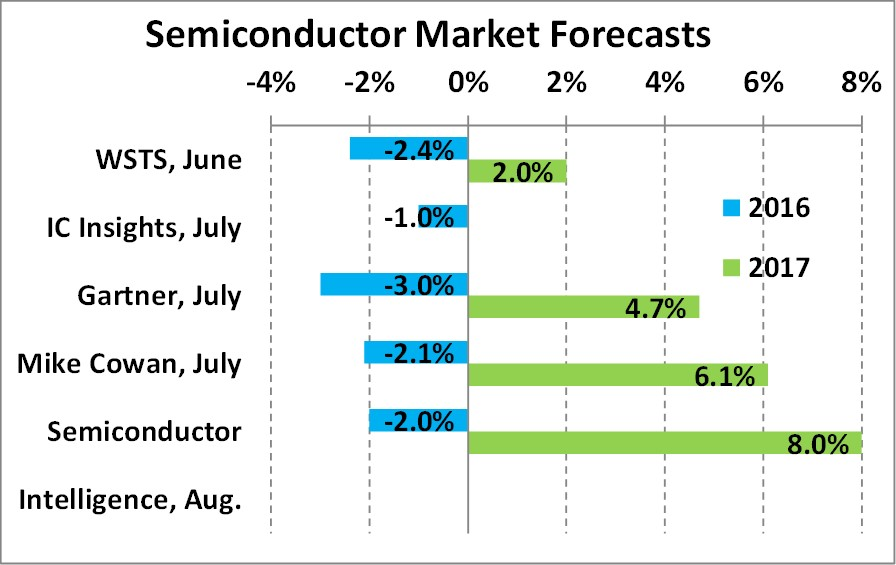 Semiconductor Market Forecasts
-4% -2% 0% 2% 4% 6% 8%
WSTS, June
-2.4%
2.0%
2016
IC Insights, July
-1.0%
2017
Gartner, July
-3.0%
4.7%
Mike Cowan, July
-2.1%
6.1%
Semiconductor
-2.0%
8.0%
Intelligence, Aug.